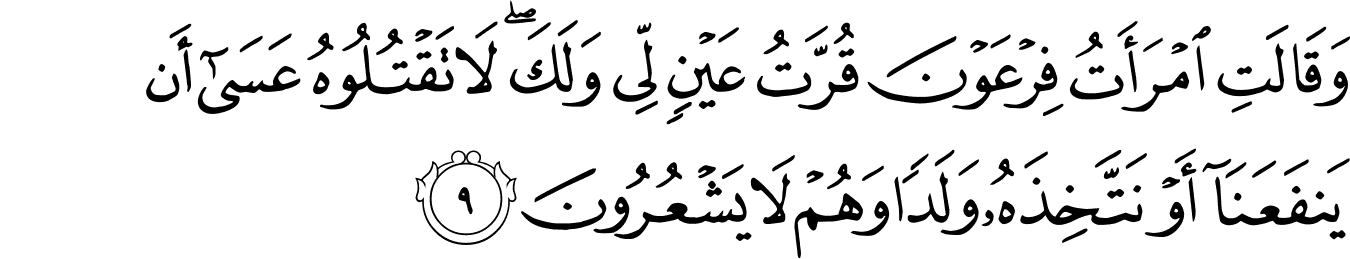 وَقَالَتِ ٱمْرَأَتُ فِرْعَوْنَ قُرَّتُ عَيْنٍ لِّى وَلَكَ ۖ لَا تَقْتُلُوهُ عَسَىٰٓ أَن
يَنفَعَنَآ أَوْ نَتَّخِذَهُۥ وَلَدًا وَهُمْ لَا يَشْعُرُونَ ٩